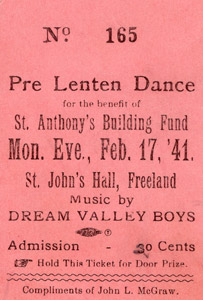 No 165
Pre Lenten Dance
for the benefit of
St. Anthony's Building Fund
Mon. Eve., Feb. 17, '41.
St. John's Hall, Freeland
Music by
DREAM VALLEY BOYS
Admission - 30 Cents
Hold This Ticket for Door Prize.
Compliments of John L. McGraw.